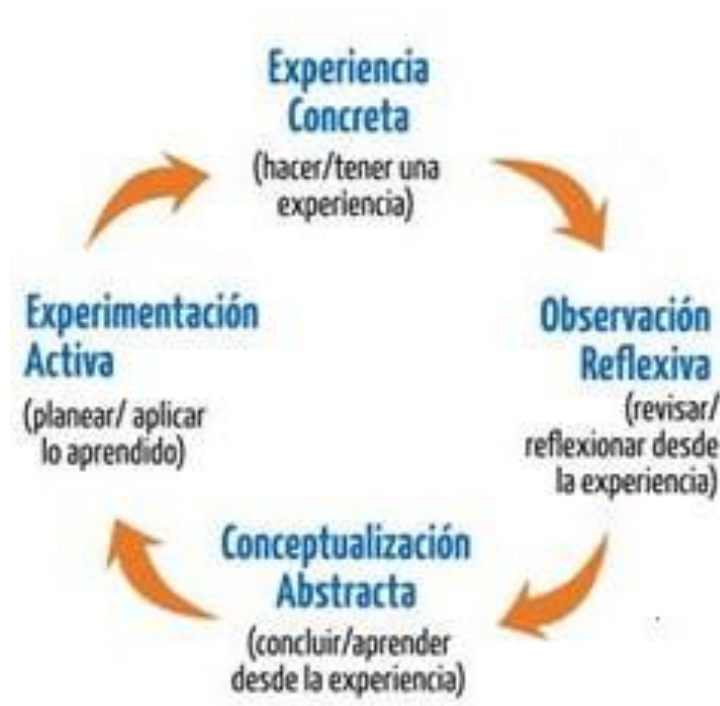 Experiencia
Concreta
(hacer/tener una
experiencia)
Observación
Reflexiva
(revisar/
reflexionar desde
la experiencia)
Conceptualización
Abstracta
(concluir/aprender
desde la experiencia)
Experimentación
Activa
(planear/ aplicar
lo aprendido)